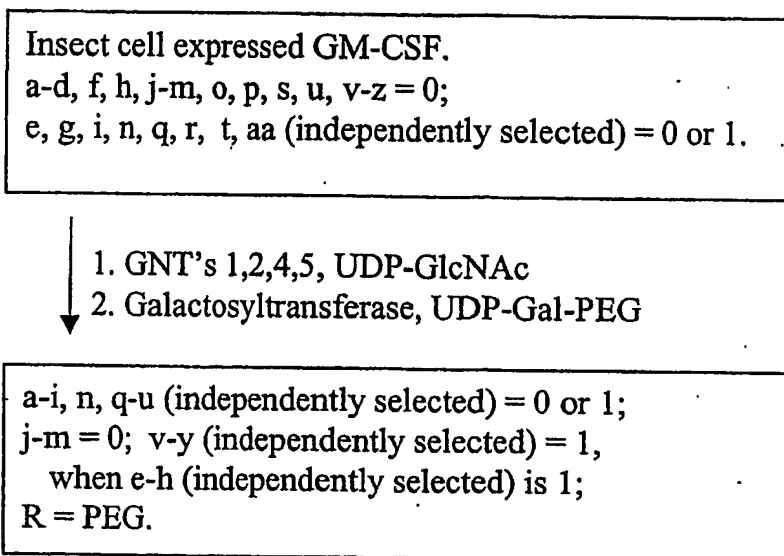 Insect cell expressed GM-CSF.
a-d, f, h, j-m, o, p, s, u, v-z = 0;
e, g, i, n, q, r, t, aa (independently selected) = 0 or 1.
1. GNT's 1,2,4,5, UDP-GlcNAc
2. Galactosyltransferase, UDP-Gal-PEG
a-i, n, q-u (independently selected) = 0 or 1;
j-m = 0; v-y (independently selected) = 1,
when e-h (independently selected) is 1;
R = PEG.